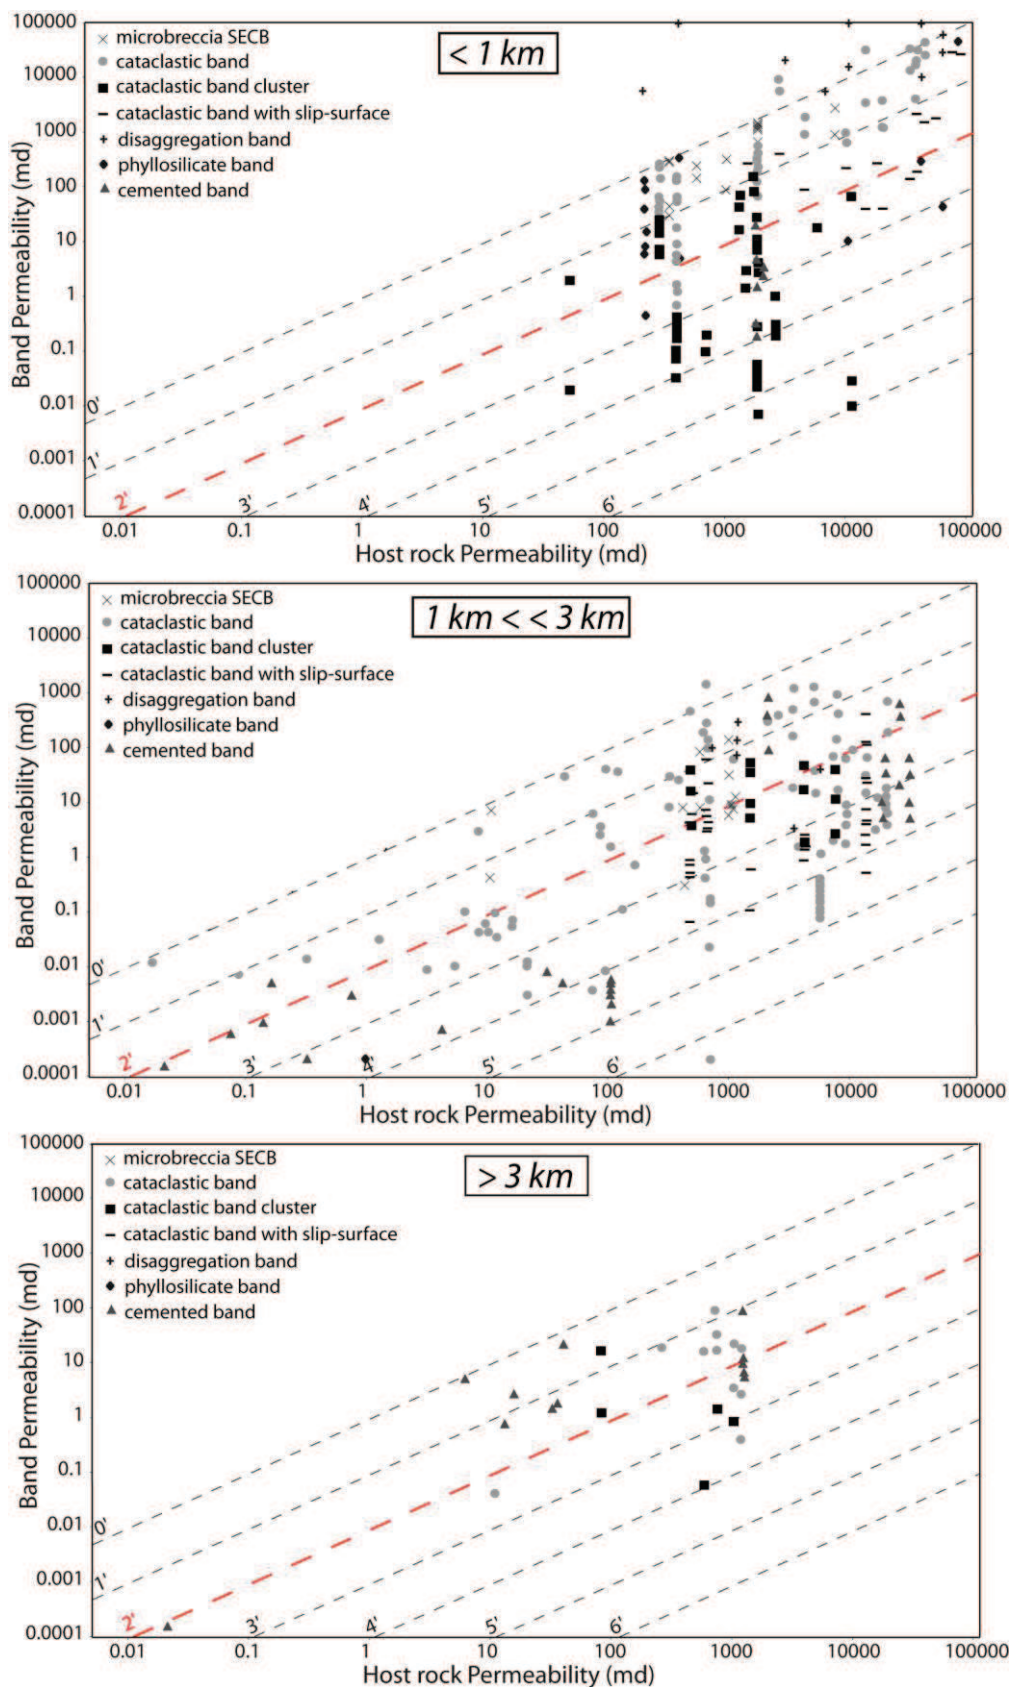 100000
10000
1000
100
10
1
0.1
0.01
0.001
0.0001
Band Permeability (md)
< 1 km
microbreccia SECB
cataclastic band
cataclastic band cluster
cataclastic band with slip-surface
disaggregation band
phyllosilicate band
cemented band
0'
1'
2'
3'
4'
5'
6'
0.01 0.1 1 10 100 1000 10000 100000
Host rock Permeability (md)
100000
10000
1000
100
10
1
0.1
0.01
0.001
0.0001
Band Permeability (md)
1 km < < 3 km
microbreccia SECB
cataclastic band
cataclastic band cluster
cataclastic band with slip-surface
disaggregation band
phyllosilicate band
cemented band
0'
1'
2'
3'
4'
5'
6'
0.01 0.1 1 10 100 1000 10000 100000
Host rock Permeability (md)
100000
10000
1000
100
10
1
0.1
0.01
0.001
0.0001
Band Permeability (md)
> 3 km
microbreccia SECB
cataclastic band
cataclastic band cluster
cataclastic band with slip-surface
disaggregation band
phyllosilicate band
cemented band
0'
1'
2'
3'
4'
5'
6'
0.01 0.1 1 10 100 1000 10000 100000
Host rock Permeability (md)